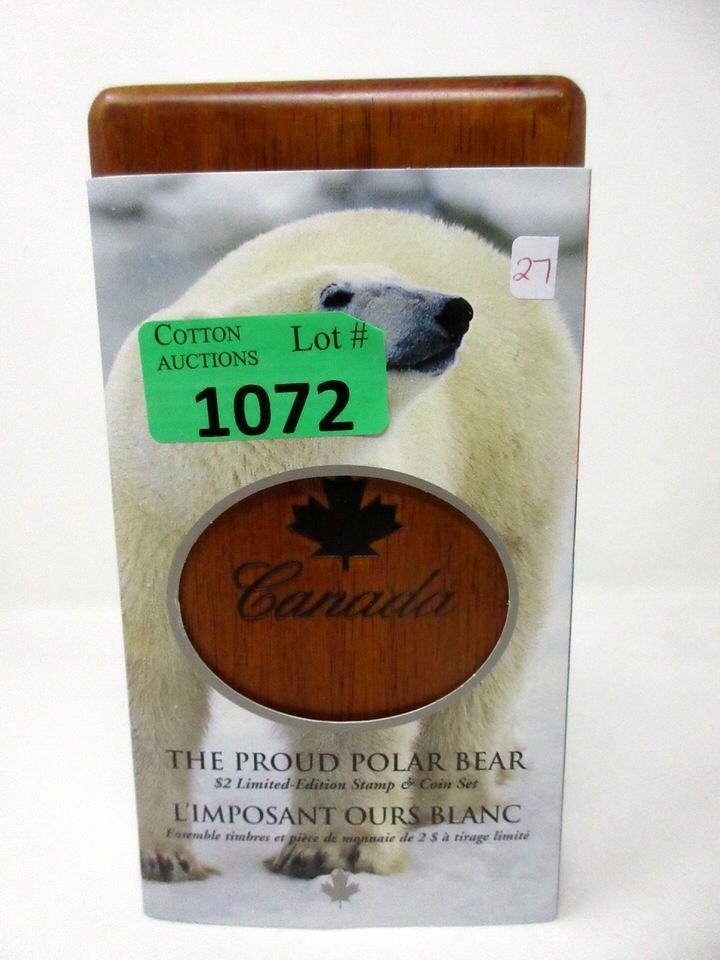 27
COTTON
AUCTIONS
Lot #
1072
Canada
THE PROUD POLAR BEAR
$2 Limited-Edition Stamp & Coin Set
L'IMPOSANT OURS BLANC
Ensemble timbres et pièce de monnaie de 2 $ à tirage limité